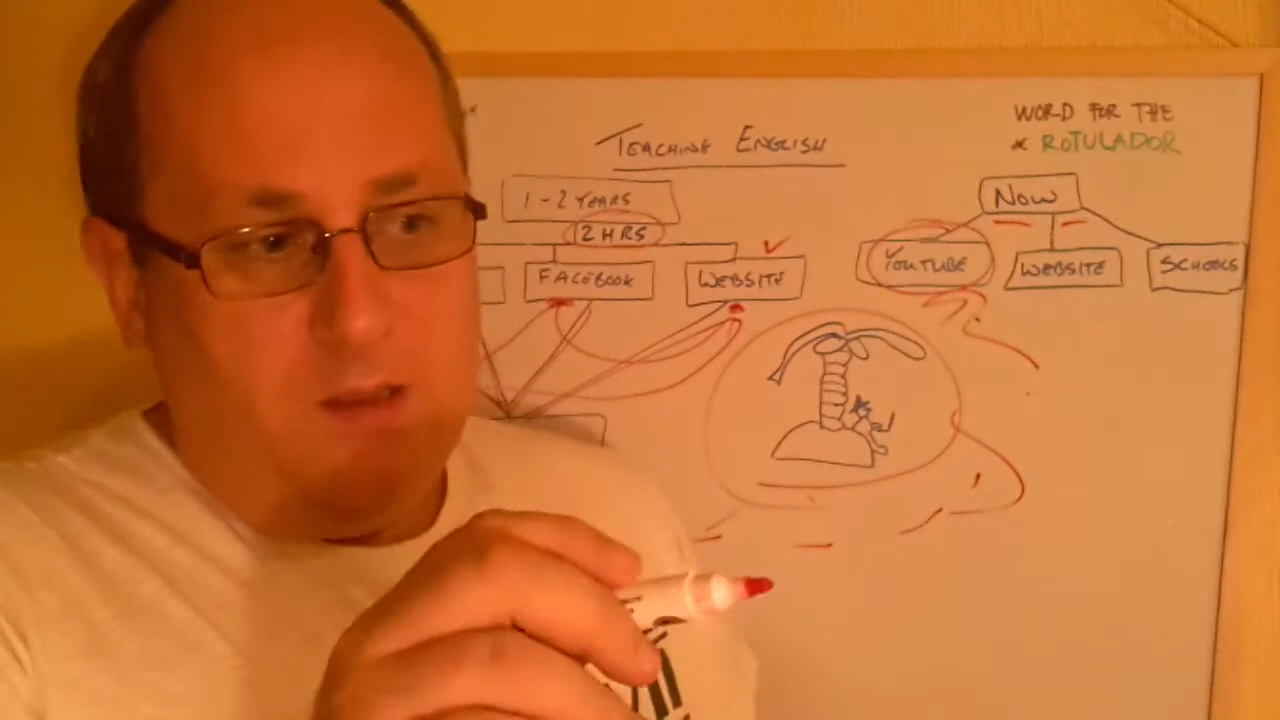 TEACHING ENGLISH
WORD FOR THE
* ROTULADOR
1-2 YEARS
2 HRS
FACEBOOK
WEBSITE
NOW
YOUTUBE
WEBSITE
SCHOOLS